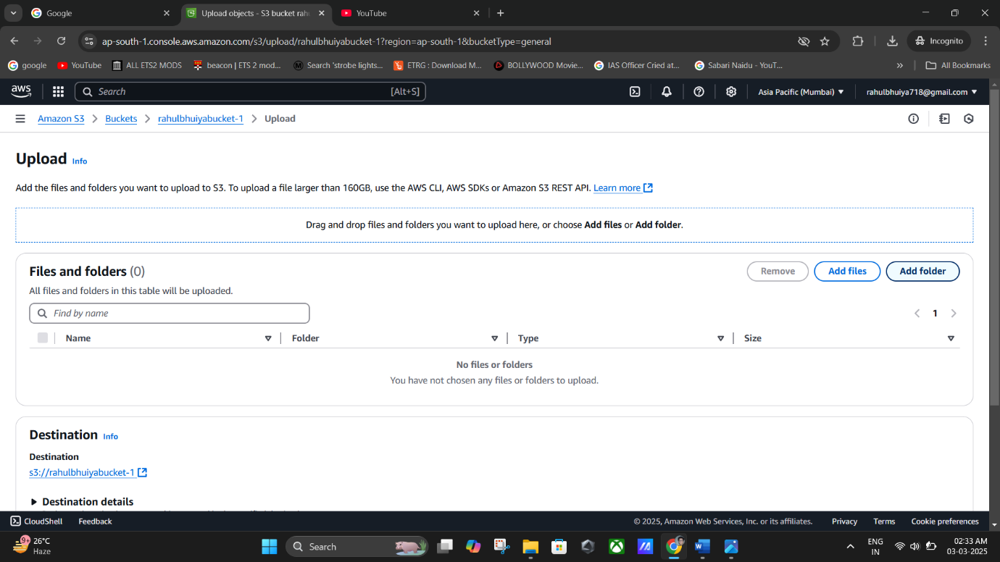 Google
Upload objects - S3 bucket rah
YouTube
ap-south-1.console.aws.amazon.com/s3/upload/rahulbhuiyabucket-1?region=ap-south-1&bucketType=general
Incognito
google
YouTube
ALL ETS2 MODS
beacon | ETS 2 mod...
Search 'strobe lights...
ETRG : Download M...
BOLLYWOOD Movie...
IAS Officer Cried at...
Sabari Naidu - YouT...
All Bookmarks
aws
Search [Alt+S]
Asia Pacific (Mumbai)
rahulbhuiya718@gmail.com
Amazon S3 > Buckets > rahulbhuiyabucket-1 > Upload
Upload Info
Add the files and folders you want to upload to S3. To upload a file larger than 160GB, use the AWS CLI, AWS SDKs or Amazon S3 REST API. Learn more
Drag and drop files and folders you want to upload here, or choose Add files or Add folder.
Files and folders (0)
Remove
Add files
Add folder
All files and folders in this table will be uploaded.
Find by name
1
Name
Folder
Type
Size
No files or folders
You have not chosen any files or folders to upload.
Destination Info
Destination
s3://rahulbhuiyabucket-1
Destination details
CloudShell
Feedback
© 2025, Amazon Web Services, Inc. or its affiliates.
Privacy
Terms
Cookie preferences
9+
26°C
Haze
Search
ENG
IN
02:33 AM
03-03-2025